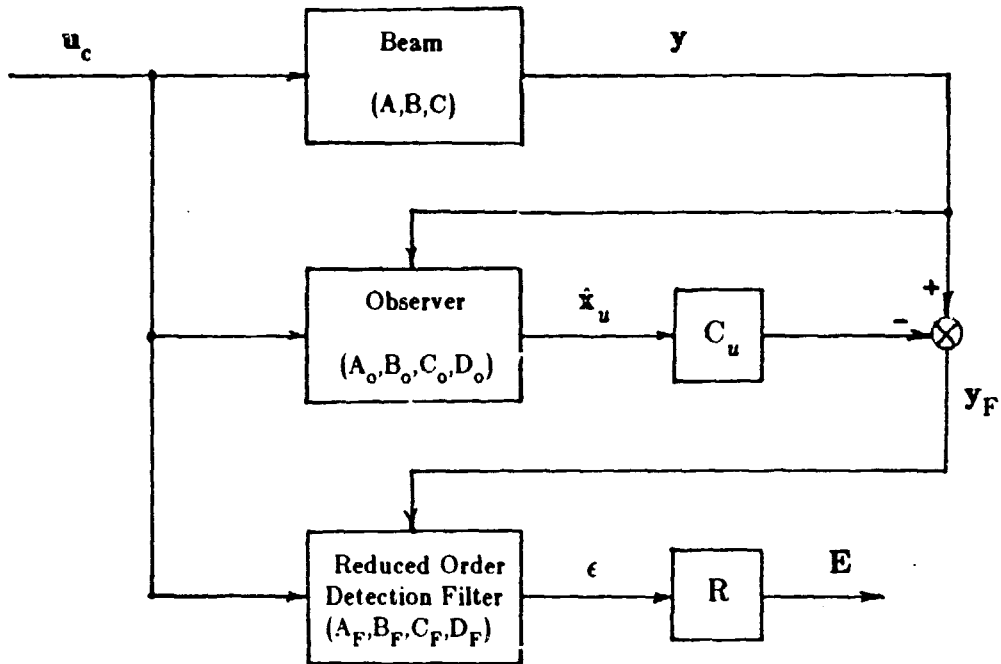 u_c
Beam
y
(A,B,C)
Observer
x̂_u
C_u
+
-
(A_o,B_o,C_o,D_o)
y_F
Reduced Order
ϵ
R
E
Detection Filter
(A_F,B_F,C_F,D_F)